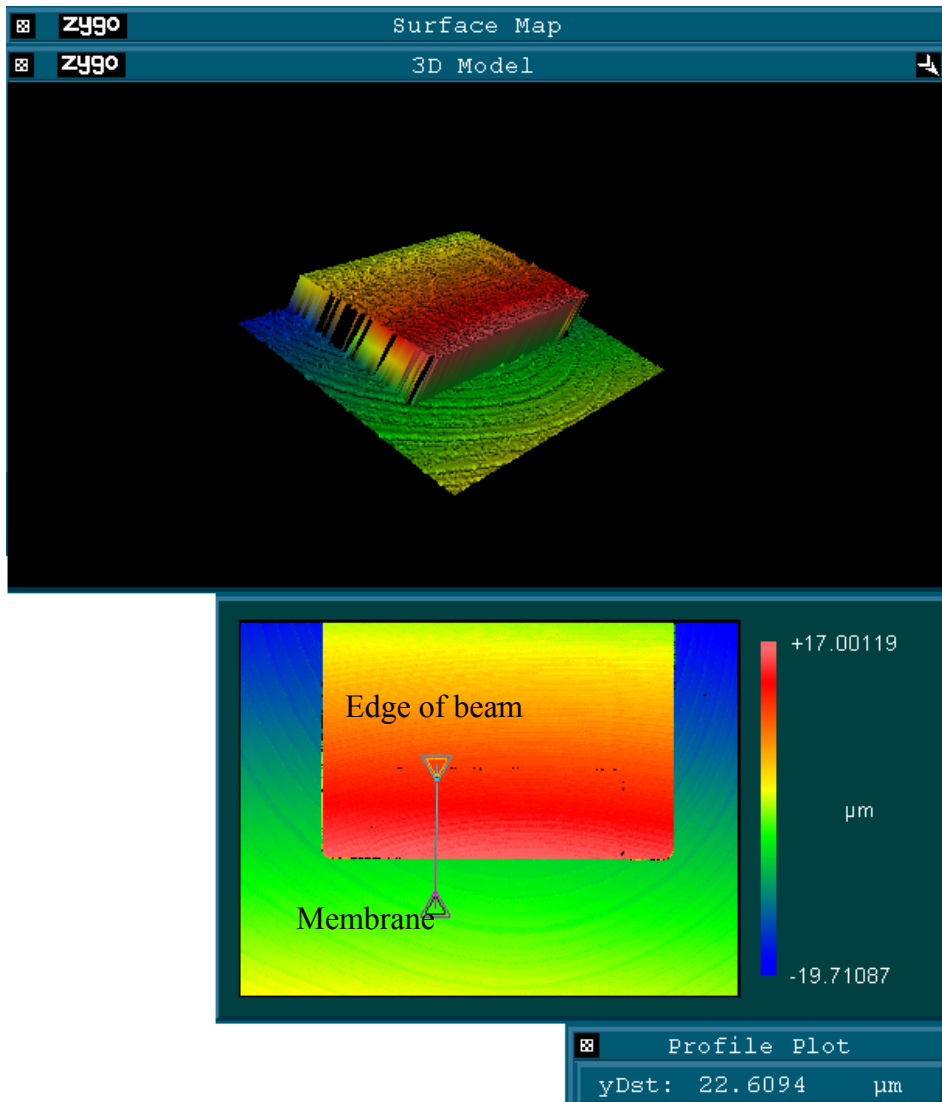 zygo Surface Map
zygo 3D Model
+17.00119
Edge of beam
µm
Membrane
-19.71087
Profile Plot
yDst: 22.6094 µm